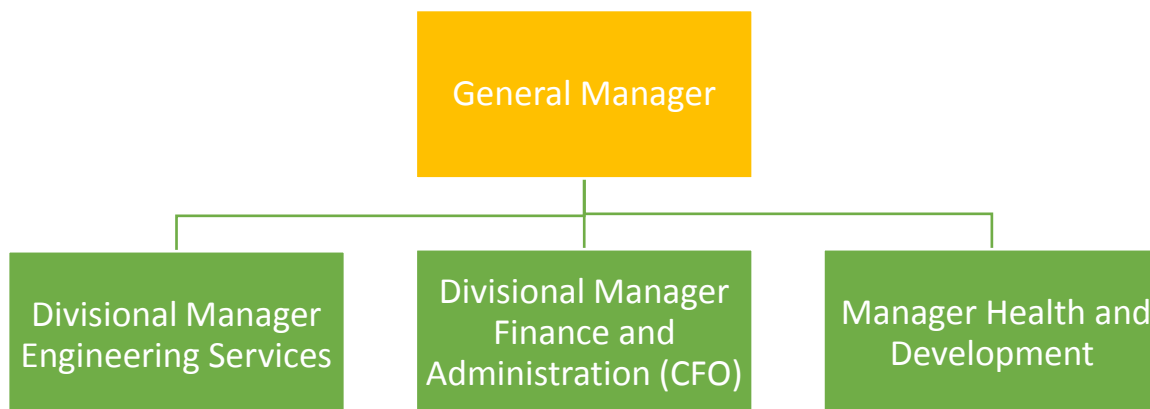 General Manager
Divisional Manager
Engineering Services
Divisional Manager
Finance and
Administration (CFO)
Manager Health and
Development